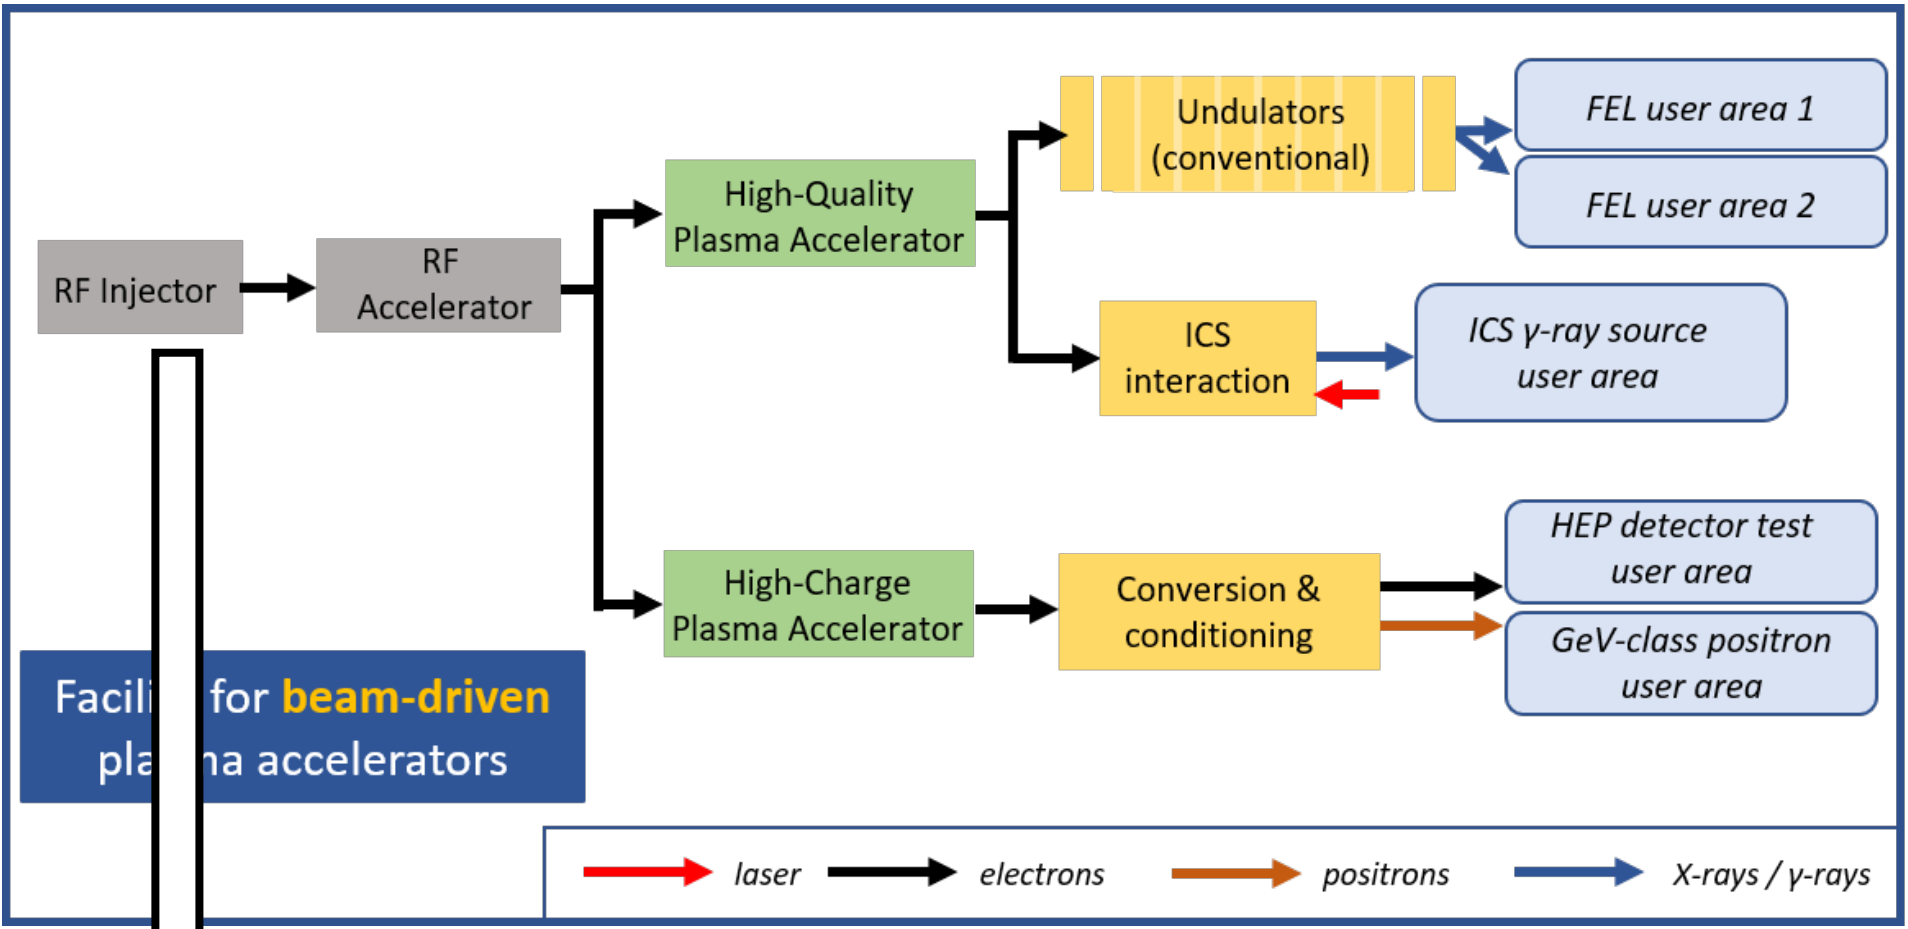 FEL user area 1
Undulators
(conventional)
FEL user area 2
High-Quality
Plasma Accelerator
RF Injector
RF
Accelerator
ICS
interaction
ICS γ-ray source
user area
High-Charge
Plasma Accelerator
Conversion &
conditioning
HEP detector test
user area
GeV-class positron
user area
for beam-driven
accelerators
laser
electrons
positrons
X-rays / γ-rays